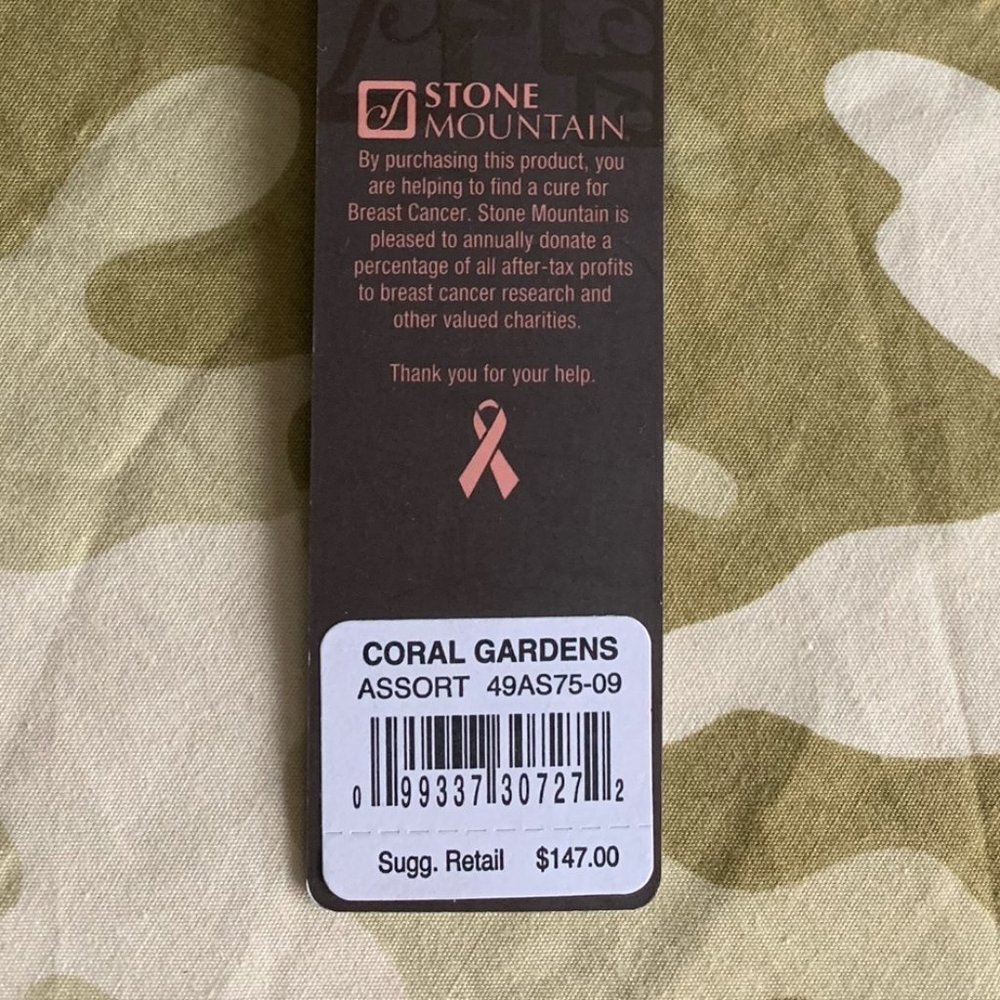 STONE
MOUNTAIN
By purchasing this product, you
are helping to find a cure for
Breast Cancer. Stone Mountain is
pleased to annually donate a
percentage of all after-tax profits
to breast cancer research and
other valued charities.
Thank you for your help.
CORAL GARDENS
ASSORT 49AS75-09
0 99337 30727 2
Sugg. Retail $147.00